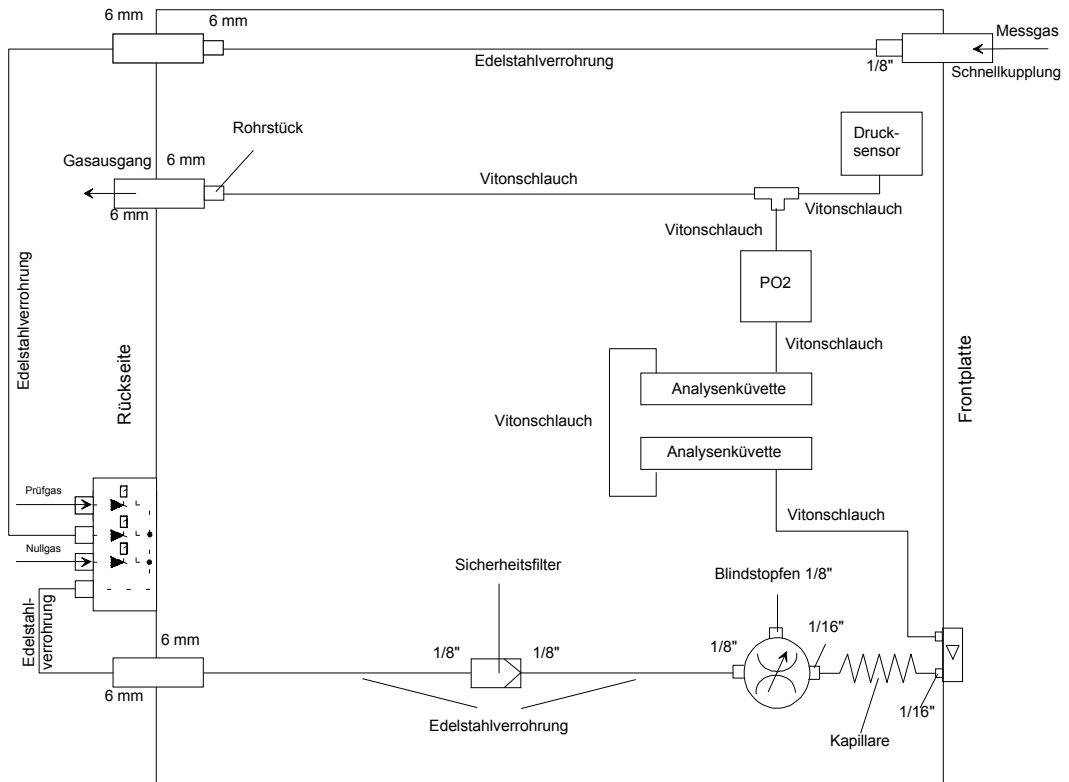 6 mm
6 mm
Messgas
Edelstahlverrohrung
1/8"
Schnellkupplung
Rohrstück
Druck-
sensor
Gasausgang
6 mm
Vitonschlauch
6 mm
Vitonschlauch
Vitonschlauch
PO2
Edelstahlverrohrung
Rückseite
Frontplatte
Vitonschlauch
Analysenküvette
Vitonschlauch
Analysenküvette
Prüfgas
Vitonschlauch
Nullgas
Sicherheitsfilter
Blindstopfen 1/8"
Edelstahl-
verrohrung
6 mm
1/8"
1/8"
1/8"
1/16"
6 mm
Edelstahlverrohrung
1/16"
Kapillare